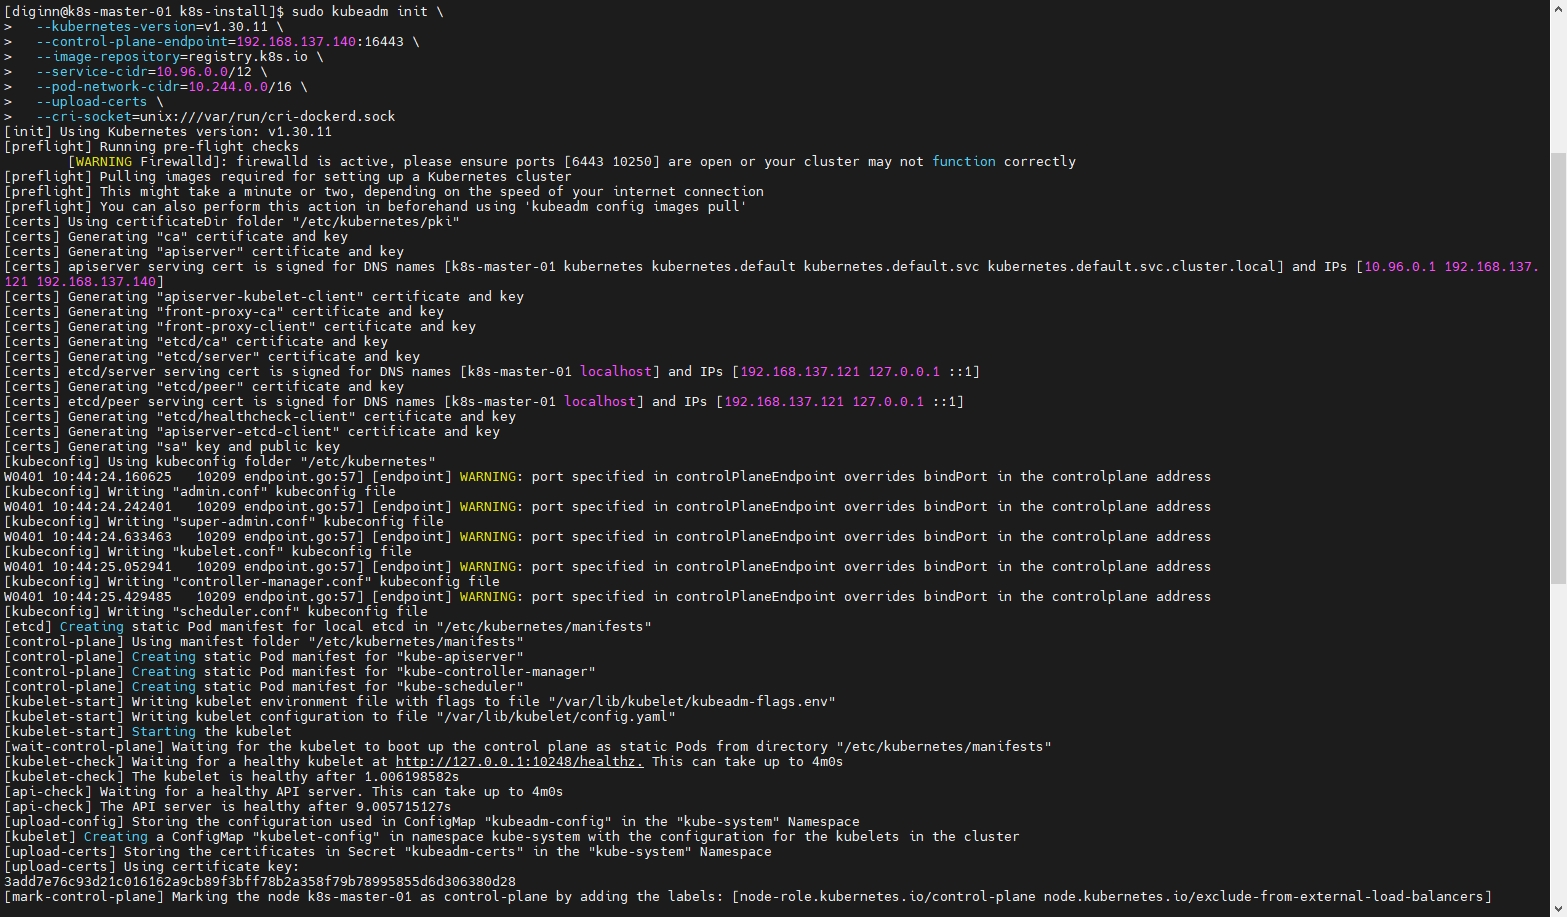 [diginn@k8s-master-01 k8s-install]$ sudo kubeadm init \
>   --kubernetes-version=v1.30.11 \
>   --control-plane-endpoint=192.168.137.140:16443 \
>   --image-repository=registry.k8s.io \
>   --service-cidr=10.96.0.0/12 \
>   --pod-network-cidr=10.244.0.0/16 \
>   --upload-certs \
>   --cri-socket=unix:///var/run/cri-dockerd.sock
[init] Using Kubernetes version: v1.30.11
[preflight] Running pre-flight checks
        [WARNING Firewalld]: firewalld is active, please ensure ports [6443 10250] are open or your cluster may not function correctly
[preflight] Pulling images required for setting up a Kubernetes cluster
[preflight] This might take a minute or two, depending on the speed of your internet connection
[preflight] You can also perform this action in beforehand using 'kubeadm config images pull'
[certs] Using certificateDir folder "/etc/kubernetes/pki"
[certs] Generating "ca" certificate and key
[certs] Generating "apiserver" certificate and key
[certs] apiserver serving cert is signed for DNS names [k8s-master-01 kubernetes kubernetes.default kubernetes.default.svc kubernetes.default.svc.cluster.local] and IPs [10.96.0.1 192.168.137.
121 192.168.137.140]
[certs] Generating "apiserver-kubelet-client" certificate and key
[certs] Generating "front-proxy-ca" certificate and key
[certs] Generating "front-proxy-client" certificate and key
[certs] Generating "etcd/ca" certificate and key
[certs] Generating "etcd/server" certificate and key
[certs] etcd/server serving cert is signed for DNS names [k8s-master-01 localhost] and IPs [192.168.137.121 127.0.0.1 ::1]
[certs] Generating "etcd/peer" certificate and key
[certs] etcd/peer serving cert is signed for DNS names [k8s-master-01 localhost] and IPs [192.168.137.121 127.0.0.1 ::1]
[certs] Generating "etcd/healthcheck-client" certificate and key
[certs] Generating "apiserver-etcd-client" certificate and key
[certs] Generating "sa" key and public key
[kubeconfig] Using kubeconfig folder "/etc/kubernetes"
W0401 10:44:24.160625   10209 endpoint.go:57] [endpoint] WARNING: port specified in controlPlaneEndpoint overrides bindPort in the controlplane address
[kubeconfig] Writing "admin.conf" kubeconfig file
W0401 10:44:24.242401   10209 endpoint.go:57] [endpoint] WARNING: port specified in controlPlaneEndpoint overrides bindPort in the controlplane address
[kubeconfig] Writing "super-admin.conf" kubeconfig file
W0401 10:44:24.633463   10209 endpoint.go:57] [endpoint] WARNING: port specified in controlPlaneEndpoint overrides bindPort in the controlplane address
[kubeconfig] Writing "kubelet.conf" kubeconfig file
W0401 10:44:25.052941   10209 endpoint.go:57] [endpoint] WARNING: port specified in controlPlaneEndpoint overrides bindPort in the controlplane address
[kubeconfig] Writing "controller-manager.conf" kubeconfig file
W0401 10:44:25.429485   10209 endpoint.go:57] [endpoint] WARNING: port specified in controlPlaneEndpoint overrides bindPort in the controlplane address
[kubeconfig] Writing "scheduler.conf" kubeconfig file
[etcd] Creating static Pod manifest for local etcd in "/etc/kubernetes/manifests"
[control-plane] Using manifest folder "/etc/kubernetes/manifests"
[control-plane] Creating static Pod manifest for "kube-apiserver"
[control-plane] Creating static Pod manifest for "kube-controller-manager"
[control-plane] Creating static Pod manifest for "kube-scheduler"
[kubelet-start] Writing kubelet environment file with flags to file "/var/lib/kubelet/kubeadm-flags.env"
[kubelet-start] Writing kubelet configuration to file "/var/lib/kubelet/config.yaml"
[kubelet-start] Starting the kubelet
[wait-control-plane] Waiting for the kubelet to boot up the control plane as static Pods from directory "/etc/kubernetes/manifests"
[kubelet-check] Waiting for a healthy kubelet at http://127.0.0.1:10248/healthz. This can take up to 4m0s
[kubelet-check] The kubelet is healthy after 1.006198582s
[api-check] Waiting for a healthy API server. This can take up to 4m0s
[api-check] The API server is healthy after 9.005715127s
[upload-config] Storing the configuration used in ConfigMap "kubeadm-config" in the "kube-system" Namespace
[kubelet] Creating a ConfigMap "kubelet-config" in namespace kube-system with the configuration for the kubelets in the cluster
[upload-certs] Storing the certificates in Secret "kubeadm-certs" in the "kube-system" Namespace
[upload-certs] Using certificate key:
3add7e76c93d21c016162a9cb89f3bff78b2a358f79b78995855d6d306380d28
[mark-control-plane] Marking the node k8s-master-01 as control-plane by adding the labels: [node-role.kubernetes.io/control-plane node.kubernetes.io/exclude-from-external-load-balancers]